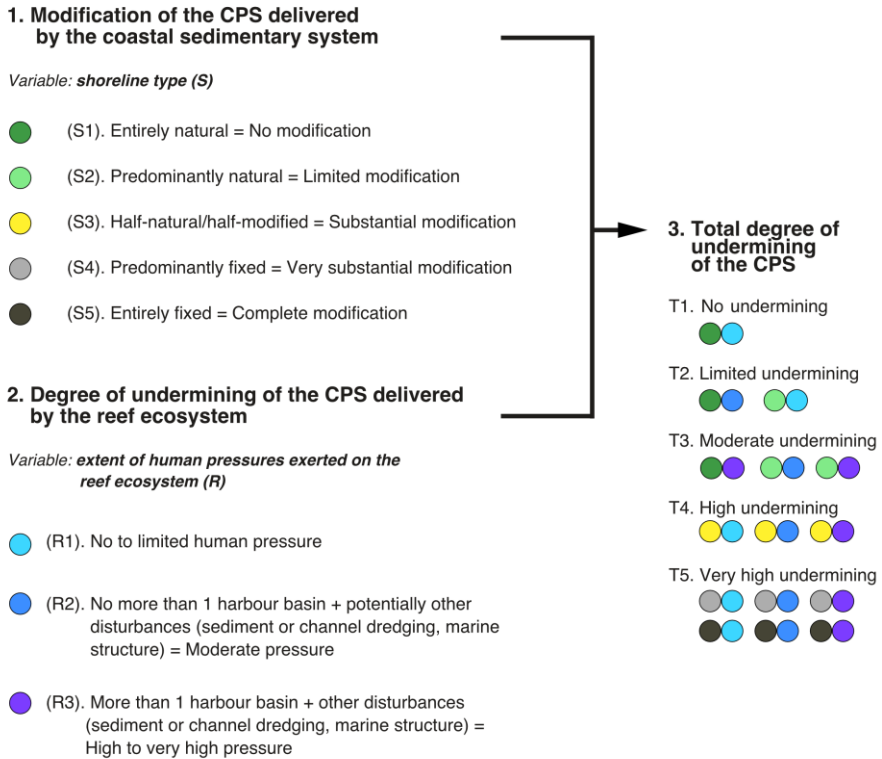 1. Modification of the CPS delivered
by the coastal sedimentary system
Variable: shoreline type (S)
(S1). Entirely natural = No modification
(S2). Predominantly natural = Limited modification
(S3). Half-natural/half-modified = Substantial modification
(S4). Predominantly fixed = Very substantial modification
(S5). Entirely fixed = Complete modification
2. Degree of undermining of the CPS delivered
by the reef ecosystem
Variable: extent of human pressures exerted on the
reef ecosystem (R)
(R1). No to limited human pressure
(R2). No more than 1 harbour basin + potentially other
disturbances (sediment or channel dredging, marine
structure) = Moderate pressure
(R3). More than 1 harbour basin + other disturbances
(sediment or channel dredging, marine structure) =
High to very high pressure
3. Total degree of
undermining
of the CPS
T1. No undermining
T2. Limited undermining
T3. Moderate undermining
T4. High undermining
T5. Very high undermining